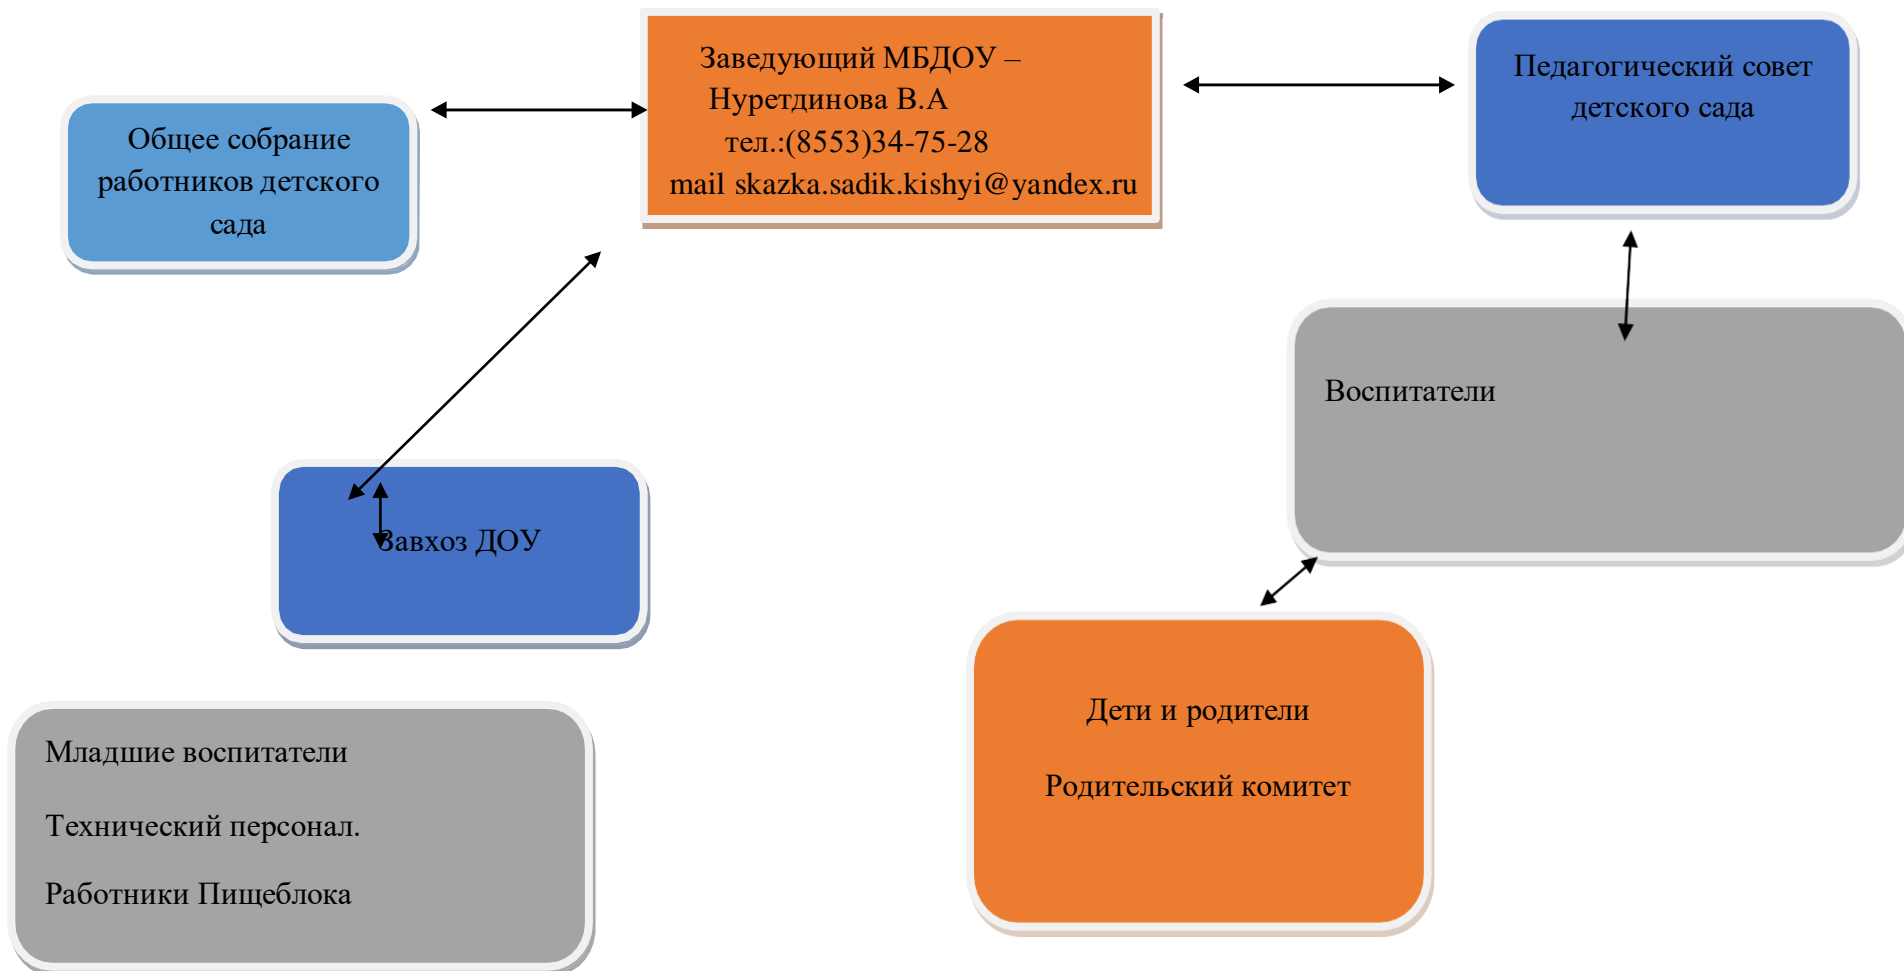 Заведующий МБДОУ –
Нуретдинова В.А
тел.:(8553)34-75-28
mail skazka.sadik.kishyi@yandex.ru
Педагогический совет
детского сада
Общее собрание
работников детского
сада
Воспитатели
Завхоз ДОУ
Дети и родители
Родительский комитет
Младшие воспитатели
Технический персонал.
Работники Пищеблока